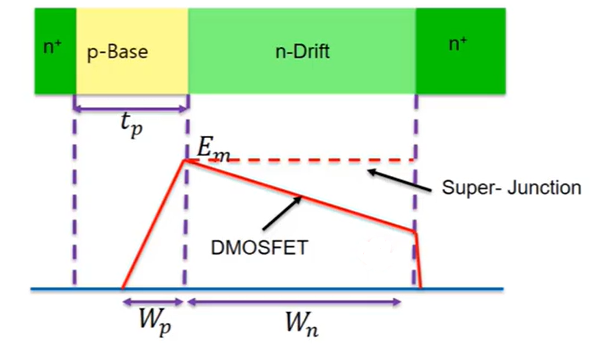 n⁺
p-Base
n-Drift
n⁺
tₚ
Eₘ
Super- Junction
DMOSFET
Wₚ
Wₙ